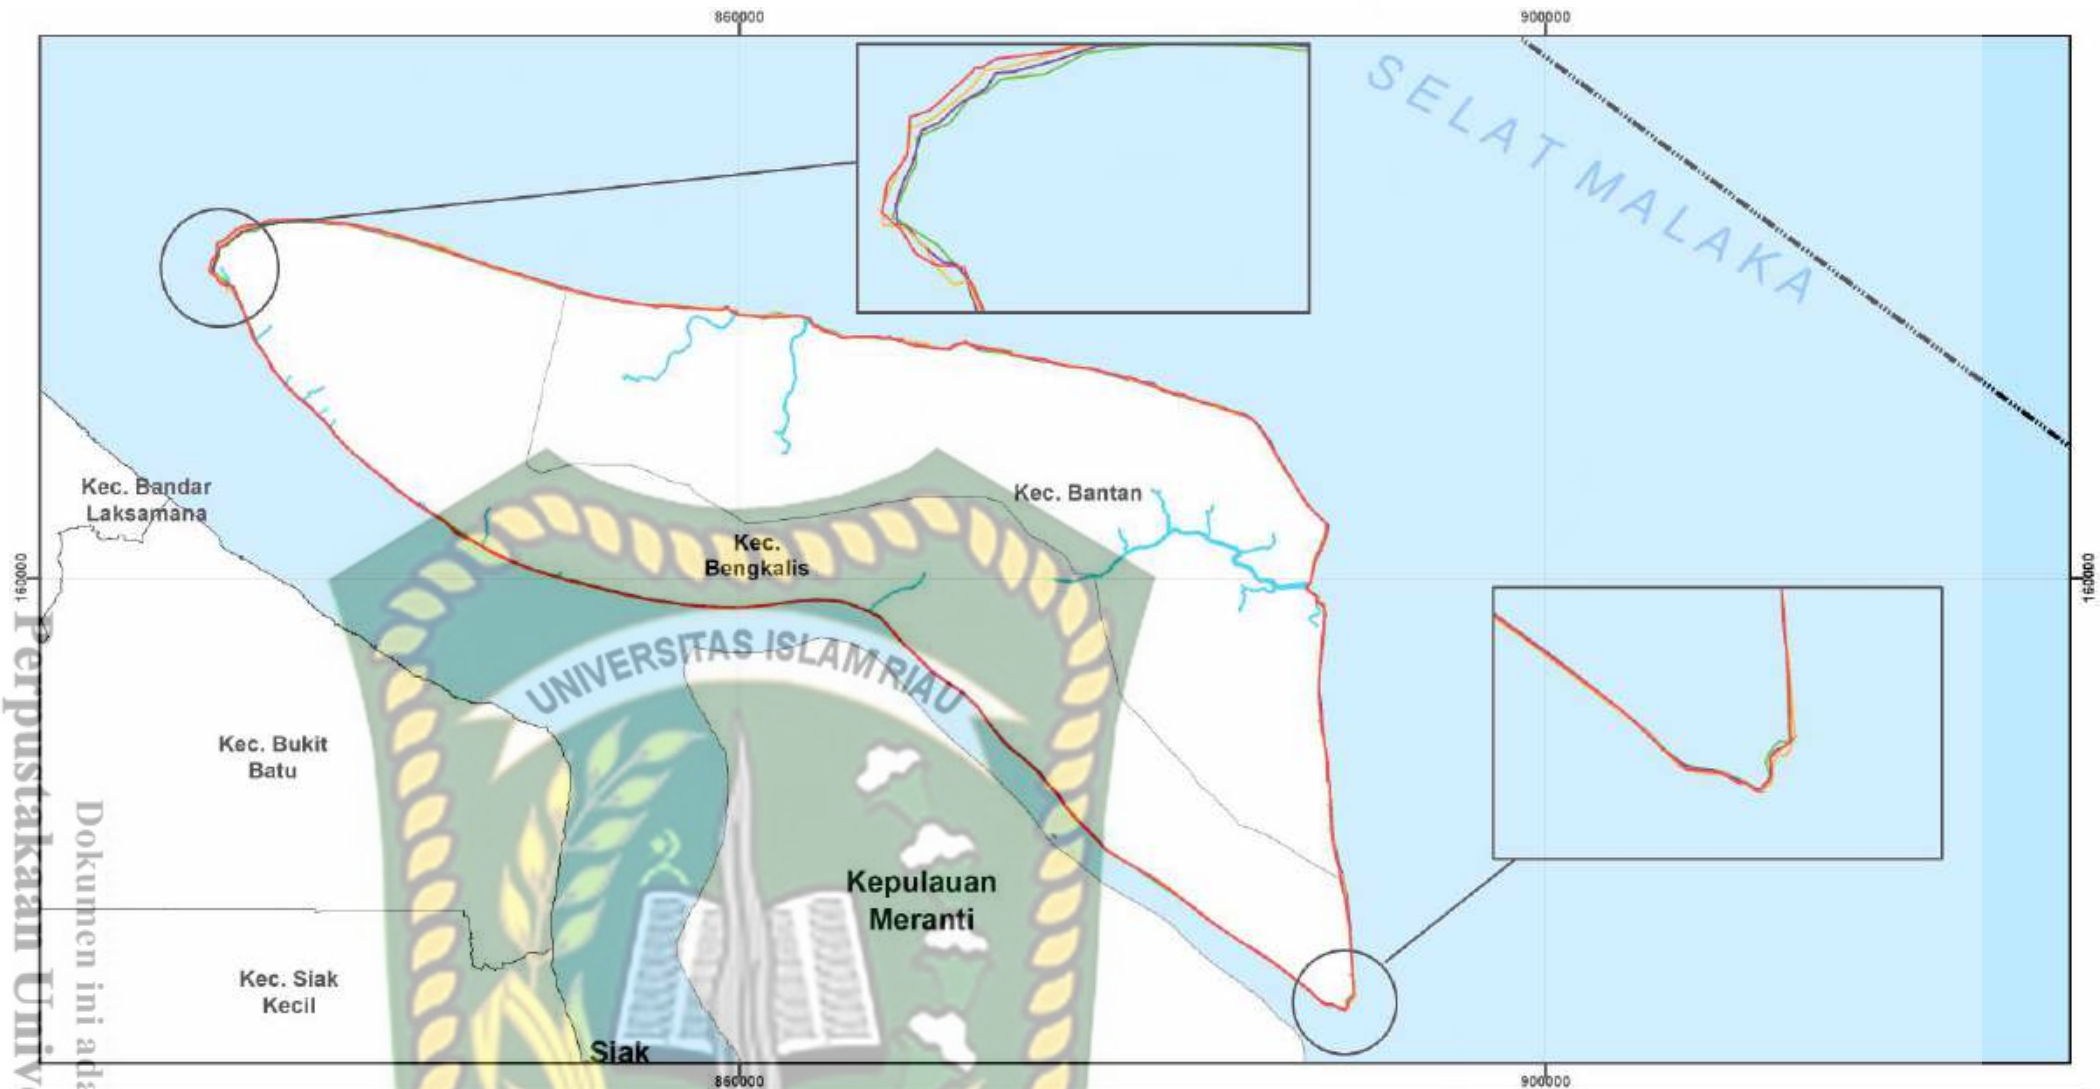 860000
900000
SELAT MALAKA
Kec. Bandar
Laksamana
Kec. Bantan
Kec.
Bengkalis
160000
160000
UNIVERSITAS ISLAM RIAU
Kec. Bukit
Batu
Kepulauan
Meranti
Kec. Siak
Kecil
Siak
860000
900000
Perpustakaan Unive
Dokumen ini ada